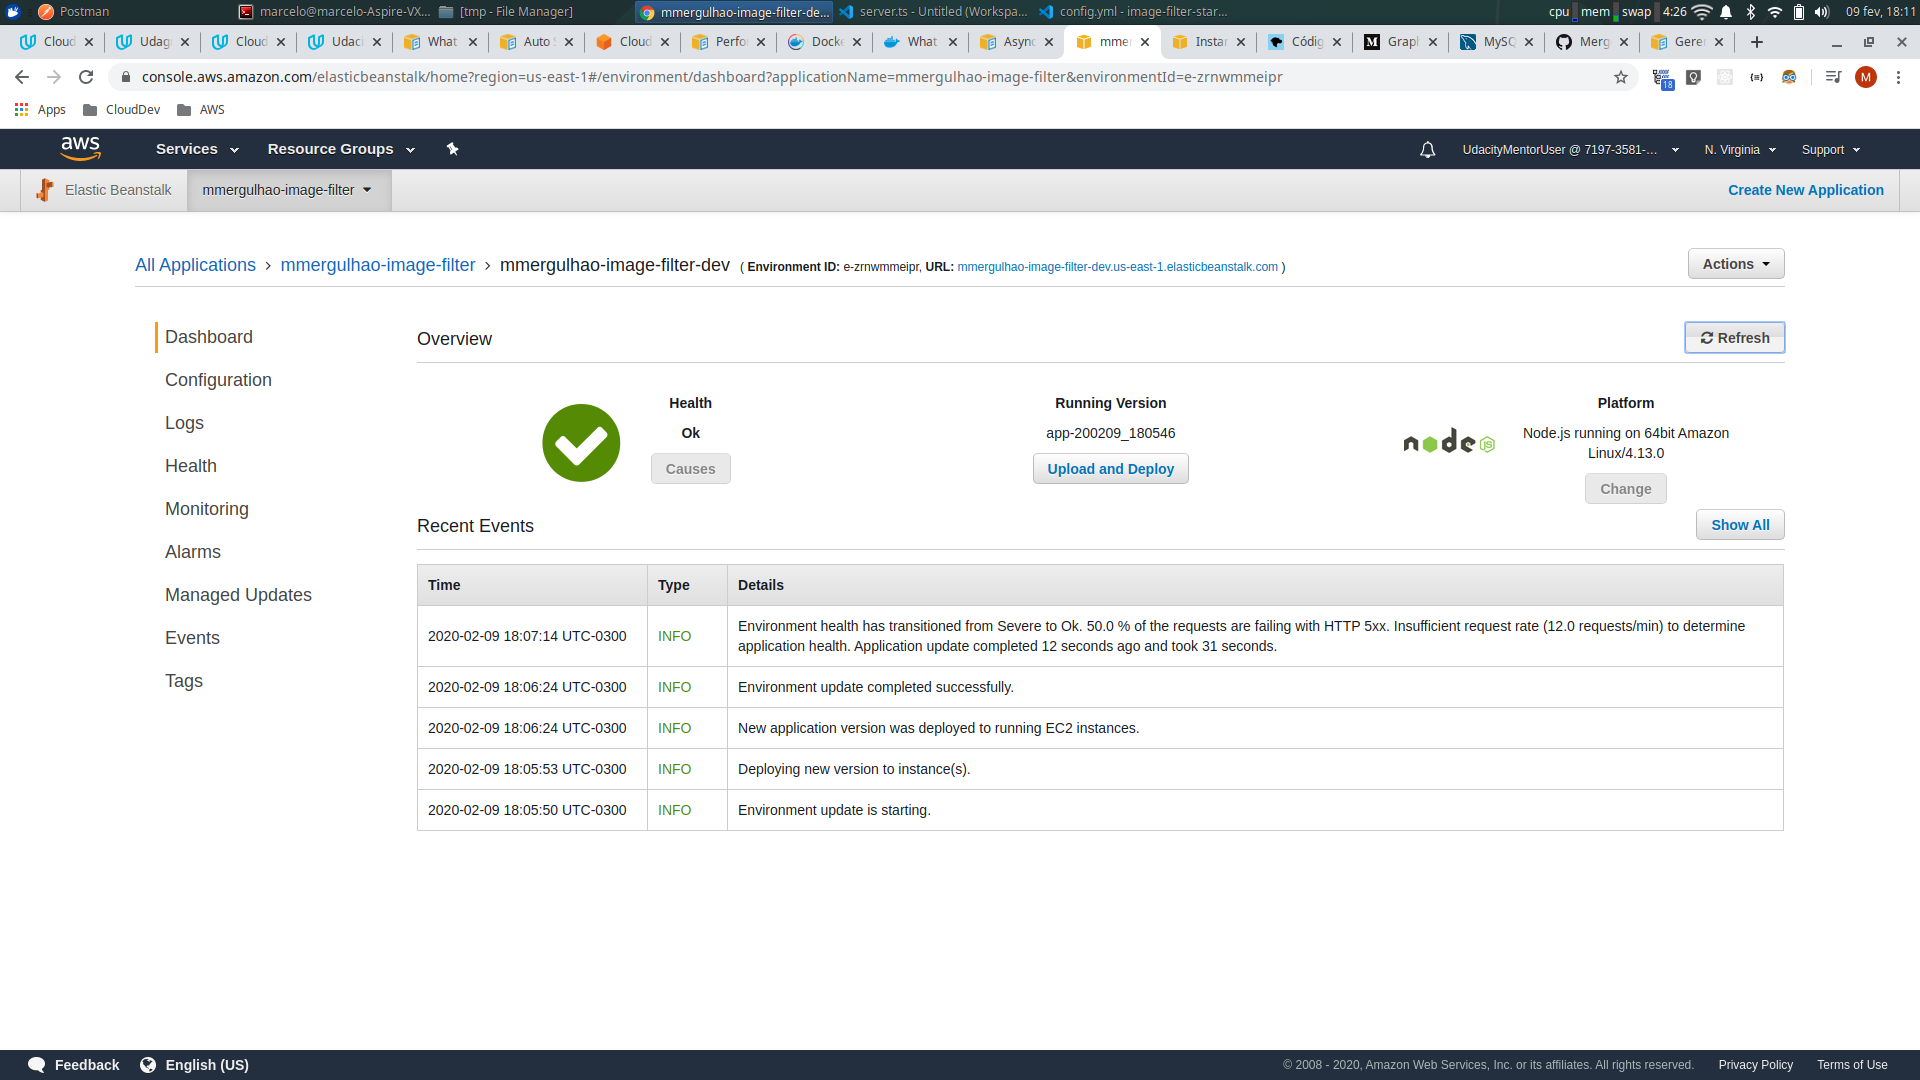 Postman
marcelo@marcelo-Aspire-VX...
[tmp - File Manager]
mmergulhao-image-filter-de...
server.ts - Untitled (Workspa...
config.yml - image-filter-star...
cpu mem swap 4:26
09 fev, 18:11
Cloud
Udag
Cloud
Udaci
What
Auto S
Cloud
Perfo
Docke
What
Async
mmer
Instan
Códig
Graph
MySQ
Merg
Geren
console.aws.amazon.com/elasticbeanstalk/home?region=us-east-1#/environment/dashboard?applicationName=mmergulhao-image-filter&environmentId=e-zrnwmmeipr
18
M
Apps
CloudDev
AWS
aws
Services
Resource Groups
UdacityMentorUser @ 7197-3581-...
N. Virginia
Support
Elastic Beanstalk
mmergulhao-image-filter
Create New Application
All Applications › mmergulhao-image-filter › mmergulhao-image-filter-dev ( Environment ID: e-zrnwmmeipr, URL: mmergulhao-image-filter-dev.us-east-1.elasticbeanstalk.com )
Actions
Dashboard
Configuration
Logs
Health
Monitoring
Alarms
Managed Updates
Events
Tags
Overview
Refresh
Health
Ok
Causes
Running Version
app-200209_180546
Upload and Deploy
node JS
Platform
Node.js running on 64bit Amazon
Linux/4.13.0
Change
Recent Events
Show All
Time Type Details
2020-02-09 18:07:14 UTC-0300 INFO Environment health has transitioned from Severe to Ok. 50.0 % of the requests are failing with HTTP 5xx. Insufficient request rate (12.0 requests/min) to determine
application health. Application update completed 12 seconds ago and took 31 seconds.
2020-02-09 18:06:24 UTC-0300 INFO Environment update completed successfully.
2020-02-09 18:06:24 UTC-0300 INFO New application version was deployed to running EC2 instances.
2020-02-09 18:05:53 UTC-0300 INFO Deploying new version to instance(s).
2020-02-09 18:05:50 UTC-0300 INFO Environment update is starting.
Feedback
English (US)
© 2008 - 2020, Amazon Web Services, Inc. or its affiliates. All rights reserved.
Privacy Policy
Terms of Use